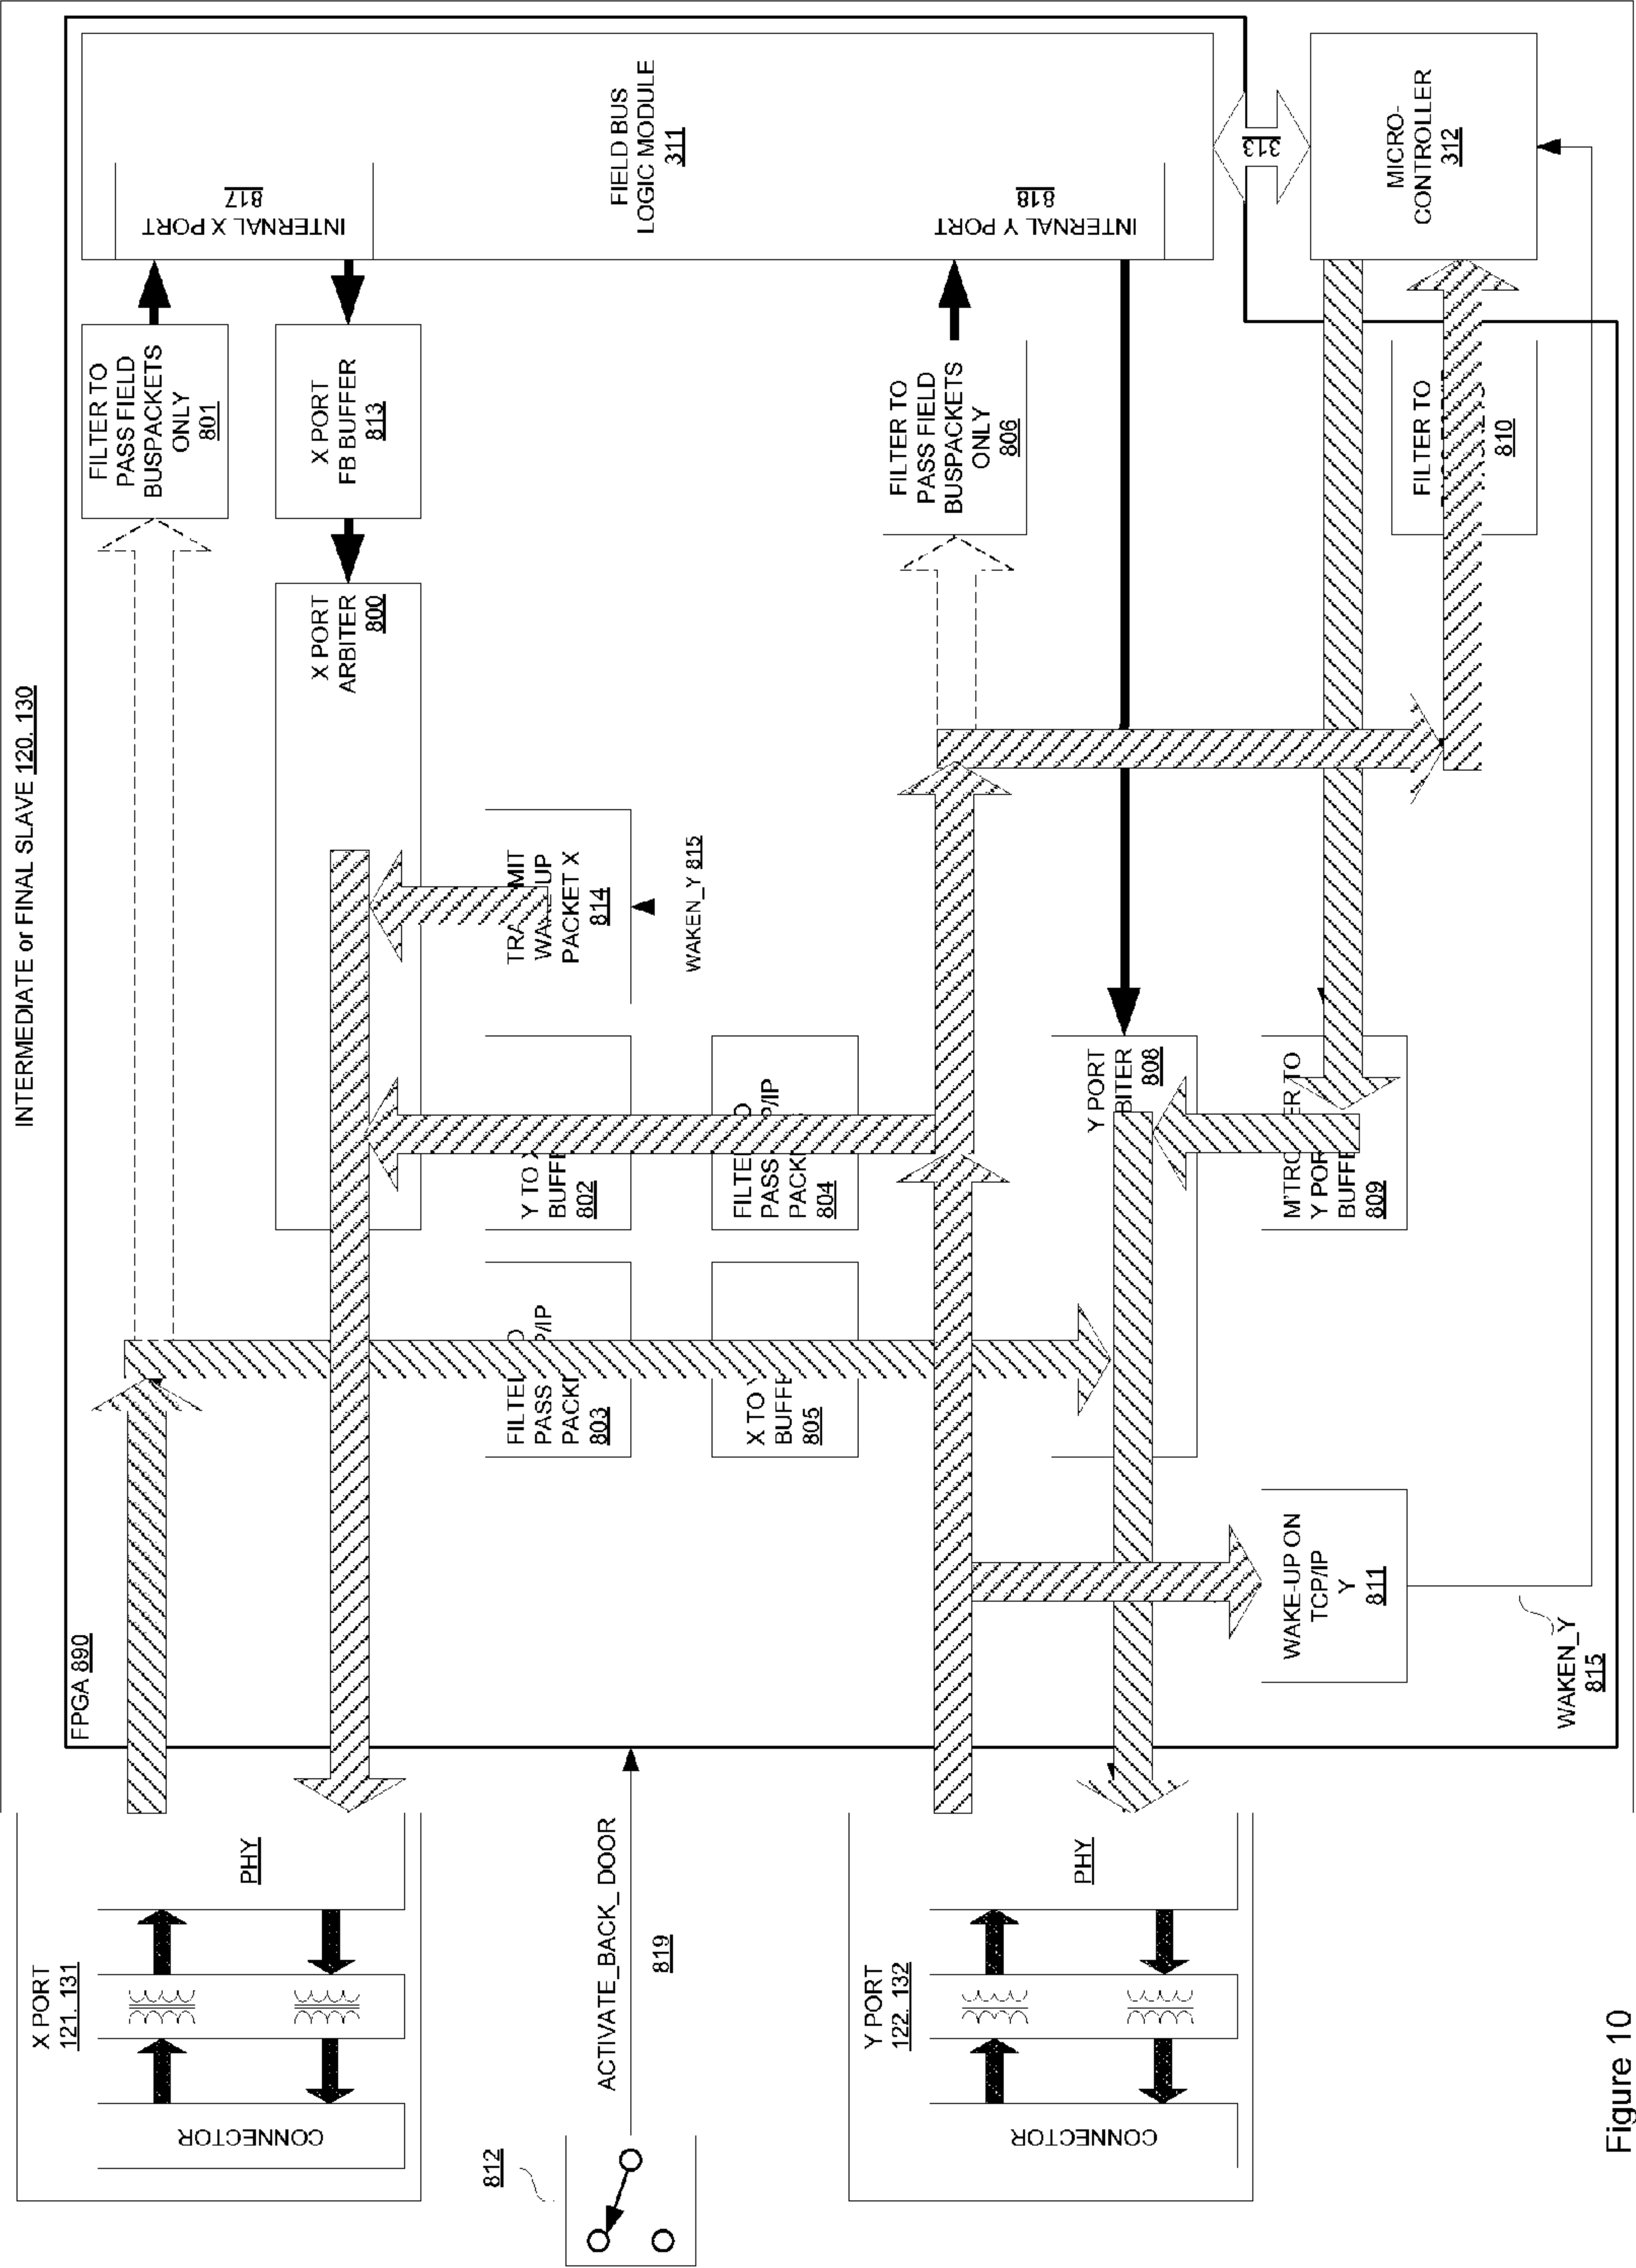 INTERMEDIATE or FINAL SLAVE 120, 130
FPGA 890
X PORT
121, 131
CONNECTOR
PHY
812
ACTIVATE_BACK_DOOR
819
Y PORT
122, 132
CONNECTOR
PHY
FILTER TO
PASS FIELD
BUSPACKETS
ONLY
801
X PORT
FB BUFFER
813
X PORT
ARBITER
800
INTERNAL X PORT
817
FIELD BUS
LOGIC MODULE
311
INTERNAL Y PORT
818
313
MICRO-
CONTROLLER
312
FILTER TO
PASS FIELD
BUSPACKETS
ONLY
806
FILTER TO
810
PACKET X
814
WAKEN_Y 815
Y TO
802
PASS
804
Y PORT
808
Y POR
809
PASS
803
X TO
805
WAKE-UP ON
TCP/IP
Y
811
WAKEN_Y
815
Figure 10